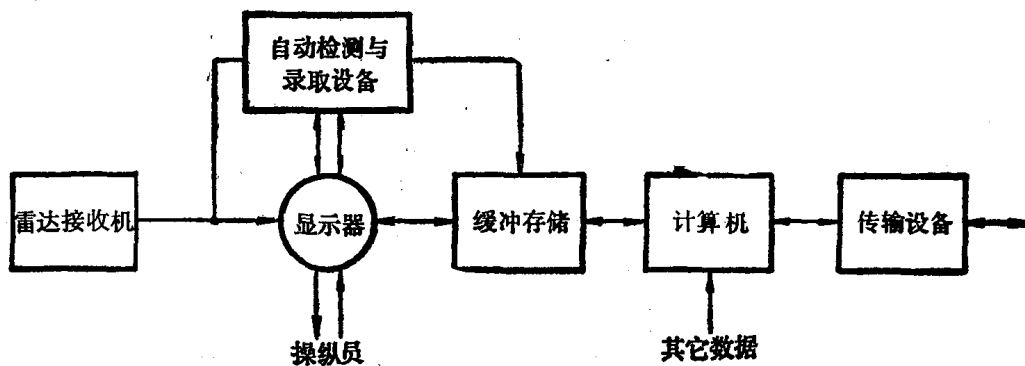 自动检测与
录取设备
雷达接收机
显示器
缓冲存储
计算机
传输设备
操纵员
其它数据